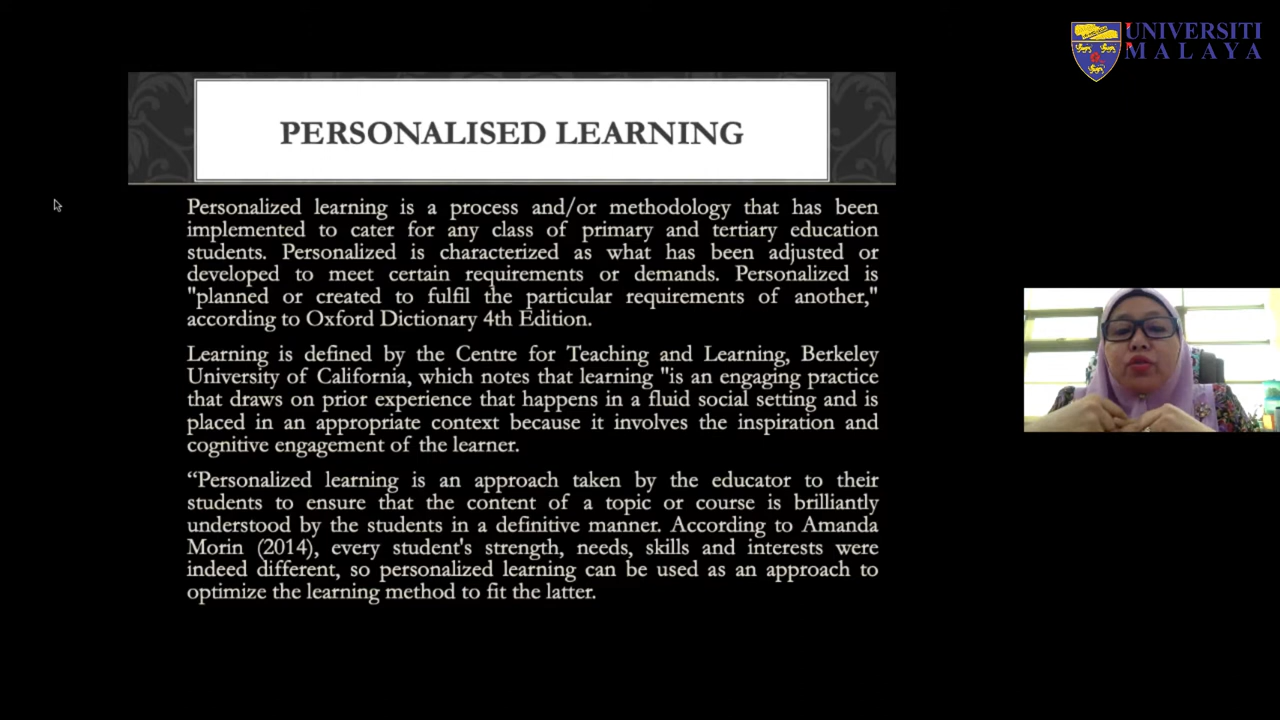 UNIVERSITI
MALAYA
PERSONALISED LEARNING
Personalized learning is a process and/or methodology that has been
implemented to cater for any class of primary and tertiary education
students. Personalized is characterized as what has been adjusted or
developed to meet certain requirements or demands. Personalized is
"planned or created to fulfil the particular requirements of another,"
according to Oxford Dictionary 4th Edition.
Learning is defined by the Centre for Teaching and Learning, Berkeley
University of California, which notes that learning "is an engaging practice
that draws on prior experience that happens in a fluid social setting and is
placed in an appropriate context because it involves the inspiration and
cognitive engagement of the learner.
“Personalized learning is an approach taken by the educator to their
students to ensure that the content of a topic or course is brilliantly
understood by the students in a definitive manner. According to Amanda
Morin (2014), every student's strength, needs, skills and interests were
indeed different, so personalized learning can be used as an approach to
optimize the learning method to fit the latter.